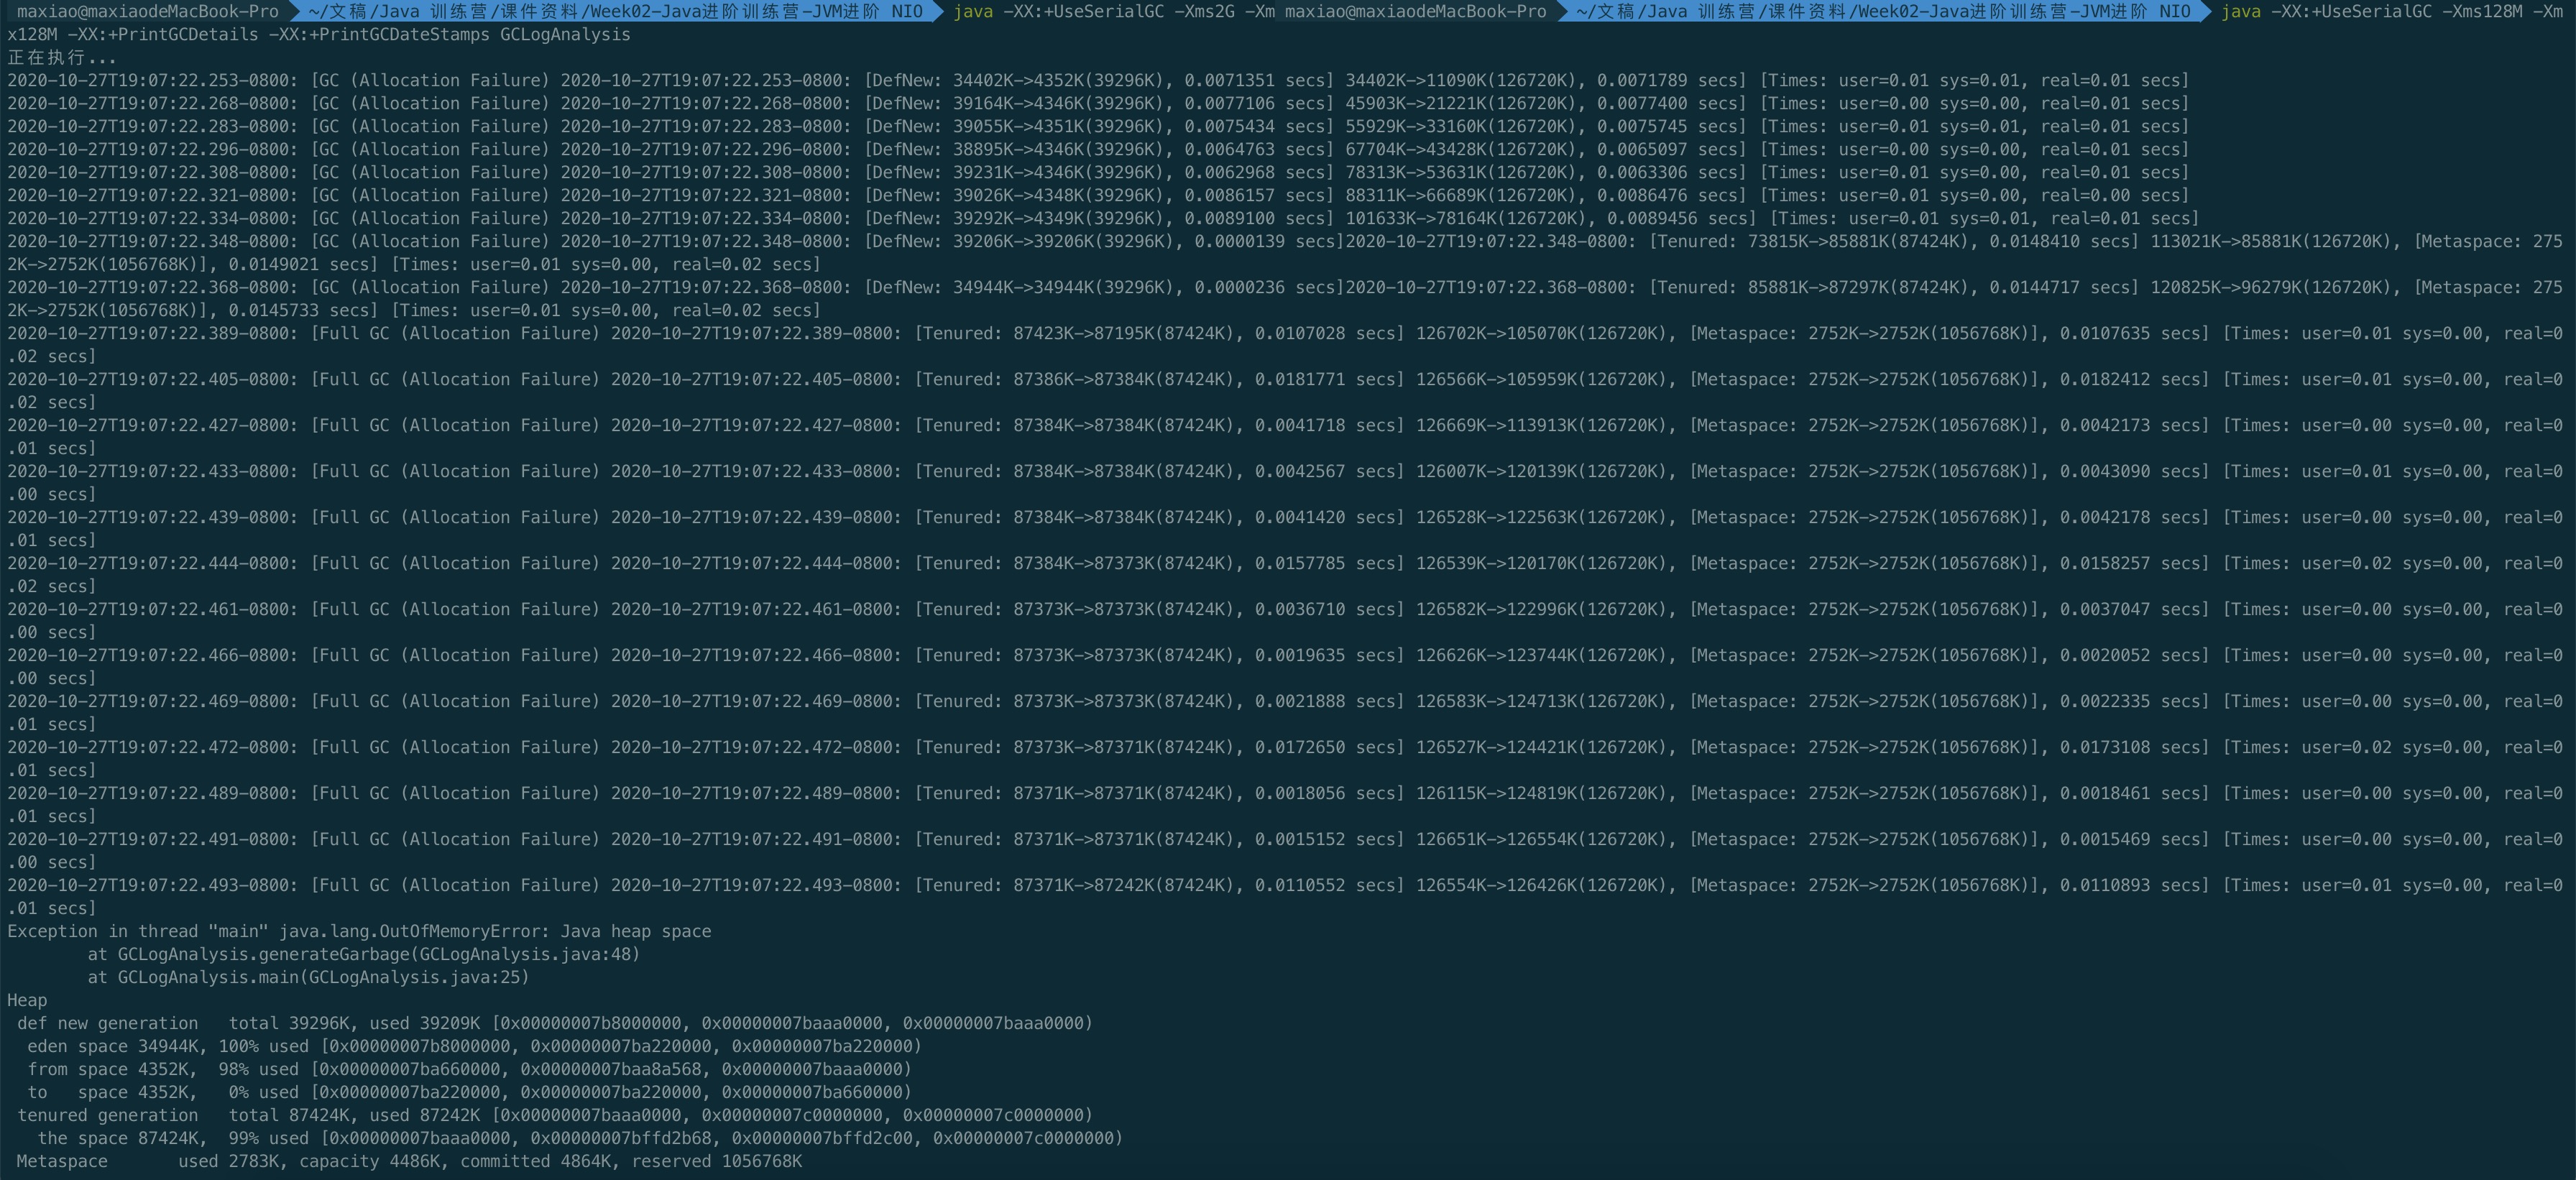 maxiao@maxiaodeMacBook-Pro ~/文稿/Java 训练营/课件资料/Week02-Java进阶训练营-JVM进阶 NIO java -XX:+UseSerialGC -Xms2G -Xm maxiao@maxiaodeMacBook-Pro ~/文稿/Java 训练营/课件资料/Week02-Java进阶训练营-JVM进阶 NIO java -XX:+UseSerialGC -Xms128M -Xm
x128M -XX:+PrintGCDetails -XX:+PrintGCDateStamps GCLogAnalysis
正在执行...
2020-10-27T19:07:22.253-0800: [GC (Allocation Failure) 2020-10-27T19:07:22.253-0800: [DefNew: 34402K->4352K(39296K), 0.0071351 secs] 34402K->11090K(126720K), 0.0071789 secs] [Times: user=0.01 sys=0.01, real=0.01 secs]
2020-10-27T19:07:22.268-0800: [GC (Allocation Failure) 2020-10-27T19:07:22.268-0800: [DefNew: 39164K->4346K(39296K), 0.0077106 secs] 45903K->21221K(126720K), 0.0077400 secs] [Times: user=0.00 sys=0.00, real=0.01 secs]
2020-10-27T19:07:22.283-0800: [GC (Allocation Failure) 2020-10-27T19:07:22.283-0800: [DefNew: 39055K->4351K(39296K), 0.0075434 secs] 55929K->33160K(126720K), 0.0075745 secs] [Times: user=0.01 sys=0.01, real=0.01 secs]
2020-10-27T19:07:22.296-0800: [GC (Allocation Failure) 2020-10-27T19:07:22.296-0800: [DefNew: 38895K->4346K(39296K), 0.0064763 secs] 67704K->43428K(126720K), 0.0065097 secs] [Times: user=0.00 sys=0.00, real=0.01 secs]
2020-10-27T19:07:22.308-0800: [GC (Allocation Failure) 2020-10-27T19:07:22.308-0800: [DefNew: 39231K->4346K(39296K), 0.0062968 secs] 78313K->53631K(126720K), 0.0063306 secs] [Times: user=0.01 sys=0.00, real=0.01 secs]
2020-10-27T19:07:22.321-0800: [GC (Allocation Failure) 2020-10-27T19:07:22.321-0800: [DefNew: 39026K->4348K(39296K), 0.0086157 secs] 88311K->66689K(126720K), 0.0086476 secs] [Times: user=0.01 sys=0.00, real=0.00 secs]
2020-10-27T19:07:22.334-0800: [GC (Allocation Failure) 2020-10-27T19:07:22.334-0800: [DefNew: 39292K->4349K(39296K), 0.0089100 secs] 101633K->78164K(126720K), 0.0089456 secs] [Times: user=0.01 sys=0.01, real=0.01 secs]
2020-10-27T19:07:22.348-0800: [GC (Allocation Failure) 2020-10-27T19:07:22.348-0800: [DefNew: 39206K->39206K(39296K), 0.0000139 secs]2020-10-27T19:07:22.348-0800: [Tenured: 73815K->85881K(87424K), 0.0148410 secs] 113021K->85881K(126720K), [Metaspace: 275
2K->2752K(1056768K)], 0.0149021 secs] [Times: user=0.01 sys=0.00, real=0.02 secs]
2020-10-27T19:07:22.368-0800: [GC (Allocation Failure) 2020-10-27T19:07:22.368-0800: [DefNew: 34944K->34944K(39296K), 0.0000236 secs]2020-10-27T19:07:22.368-0800: [Tenured: 85881K->87297K(87424K), 0.0144717 secs] 120825K->96279K(126720K), [Metaspace: 275
2K->2752K(1056768K)], 0.0145733 secs] [Times: user=0.01 sys=0.00, real=0.02 secs]
2020-10-27T19:07:22.389-0800: [Full GC (Allocation Failure) 2020-10-27T19:07:22.389-0800: [Tenured: 87423K->87195K(87424K), 0.0107028 secs] 126702K->105070K(126720K), [Metaspace: 2752K->2752K(1056768K)], 0.0107635 secs] [Times: user=0.01 sys=0.00, real=0
.02 secs]
2020-10-27T19:07:22.405-0800: [Full GC (Allocation Failure) 2020-10-27T19:07:22.405-0800: [Tenured: 87386K->87384K(87424K), 0.0181771 secs] 126566K->105959K(126720K), [Metaspace: 2752K->2752K(1056768K)], 0.0182412 secs] [Times: user=0.01 sys=0.00, real=0
.02 secs]
2020-10-27T19:07:22.427-0800: [Full GC (Allocation Failure) 2020-10-27T19:07:22.427-0800: [Tenured: 87384K->87384K(87424K), 0.0041718 secs] 126669K->113913K(126720K), [Metaspace: 2752K->2752K(1056768K)], 0.0042173 secs] [Times: user=0.00 sys=0.00, real=0
.01 secs]
2020-10-27T19:07:22.433-0800: [Full GC (Allocation Failure) 2020-10-27T19:07:22.433-0800: [Tenured: 87384K->87384K(87424K), 0.0042567 secs] 126007K->120139K(126720K), [Metaspace: 2752K->2752K(1056768K)], 0.0043090 secs] [Times: user=0.01 sys=0.00, real=0
.00 secs]
2020-10-27T19:07:22.439-0800: [Full GC (Allocation Failure) 2020-10-27T19:07:22.439-0800: [Tenured: 87384K->87384K(87424K), 0.0041420 secs] 126528K->122563K(126720K), [Metaspace: 2752K->2752K(1056768K)], 0.0042178 secs] [Times: user=0.00 sys=0.00, real=0
.01 secs]
2020-10-27T19:07:22.444-0800: [Full GC (Allocation Failure) 2020-10-27T19:07:22.444-0800: [Tenured: 87384K->87373K(87424K), 0.0157785 secs] 126539K->120170K(126720K), [Metaspace: 2752K->2752K(1056768K)], 0.0158257 secs] [Times: user=0.02 sys=0.00, real=0
.02 secs]
2020-10-27T19:07:22.461-0800: [Full GC (Allocation Failure) 2020-10-27T19:07:22.461-0800: [Tenured: 87373K->87373K(87424K), 0.0036710 secs] 126582K->122996K(126720K), [Metaspace: 2752K->2752K(1056768K)], 0.0037047 secs] [Times: user=0.00 sys=0.00, real=0
.00 secs]
2020-10-27T19:07:22.466-0800: [Full GC (Allocation Failure) 2020-10-27T19:07:22.466-0800: [Tenured: 87373K->87373K(87424K), 0.0019635 secs] 126626K->123744K(126720K), [Metaspace: 2752K->2752K(1056768K)], 0.0020052 secs] [Times: user=0.00 sys=0.00, real=0
.00 secs]
2020-10-27T19:07:22.469-0800: [Full GC (Allocation Failure) 2020-10-27T19:07:22.469-0800: [Tenured: 87373K->87373K(87424K), 0.0021888 secs] 126583K->124713K(126720K), [Metaspace: 2752K->2752K(1056768K)], 0.0022335 secs] [Times: user=0.00 sys=0.00, real=0
.01 secs]
2020-10-27T19:07:22.472-0800: [Full GC (Allocation Failure) 2020-10-27T19:07:22.472-0800: [Tenured: 87373K->87371K(87424K), 0.0172650 secs] 126527K->124421K(126720K), [Metaspace: 2752K->2752K(1056768K)], 0.0173108 secs] [Times: user=0.02 sys=0.00, real=0
.01 secs]
2020-10-27T19:07:22.489-0800: [Full GC (Allocation Failure) 2020-10-27T19:07:22.489-0800: [Tenured: 87371K->87371K(87424K), 0.0018056 secs] 126115K->124819K(126720K), [Metaspace: 2752K->2752K(1056768K)], 0.0018461 secs] [Times: user=0.00 sys=0.00, real=0
.01 secs]
2020-10-27T19:07:22.491-0800: [Full GC (Allocation Failure) 2020-10-27T19:07:22.491-0800: [Tenured: 87371K->87371K(87424K), 0.0015152 secs] 126651K->126554K(126720K), [Metaspace: 2752K->2752K(1056768K)], 0.0015469 secs] [Times: user=0.00 sys=0.00, real=0
.00 secs]
2020-10-27T19:07:22.493-0800: [Full GC (Allocation Failure) 2020-10-27T19:07:22.493-0800: [Tenured: 87371K->87242K(87424K), 0.0110552 secs] 126554K->126426K(126720K), [Metaspace: 2752K->2752K(1056768K)], 0.0110893 secs] [Times: user=0.01 sys=0.00, real=0
.01 secs]
Exception in thread "main" java.lang.OutOfMemoryError: Java heap space
        at GCLogAnalysis.generateGarbage(GCLogAnalysis.java:48)
        at GCLogAnalysis.main(GCLogAnalysis.java:25)
Heap
 def new generation   total 39296K, used 39209K [0x00000007b8000000, 0x00000007baaa0000, 0x00000007baaa0000)
  eden space 34944K, 100% used [0x00000007b8000000, 0x00000007ba220000, 0x00000007ba220000)
  from space 4352K,  98% used [0x00000007ba660000, 0x00000007baa8a568, 0x00000007baaa0000)
  to   space 4352K,   0% used [0x00000007ba220000, 0x00000007ba220000, 0x00000007ba660000)
 tenured generation   total 87424K, used 87242K [0x00000007baaa0000, 0x00000007c0000000, 0x00000007c0000000)
   the space 87424K,  99% used [0x00000007baaa0000, 0x00000007bffd2b68, 0x00000007bffd2c00, 0x00000007c0000000)
 Metaspace       used 2783K, capacity 4486K, committed 4864K, reserved 1056768K